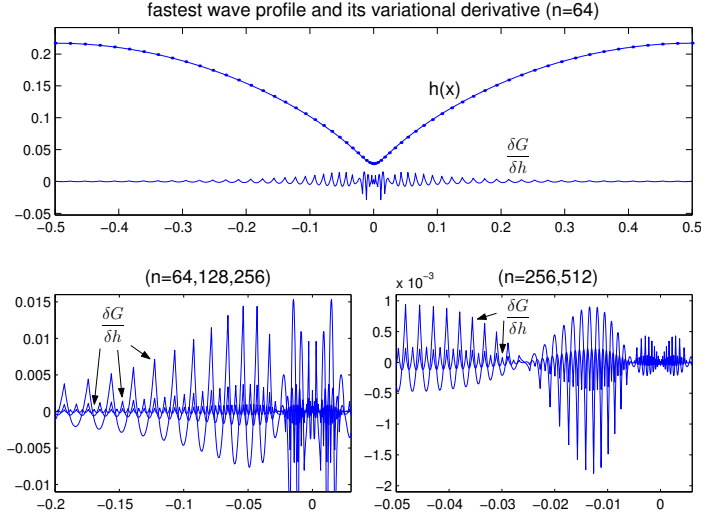 fastest wave profile and its variational derivative (n=64)
0.2
0.15
0.1
0.05
0
−0.05
h(x)
δG
δh
−0.5 −0.4 −0.3 −0.2 −0.1 0 0.1 0.2 0.3 0.4 0.5
(n=64,128,256)
0.015
0.01
0.005
0
−0.005
−0.01
δG
δh
−0.2 −0.15 −0.1 −0.05 0
(n=256,512)
x 10⁻³
1
0.5
0
−0.5
−1
−1.5
−2
δG
δh
−0.05 −0.04 −0.03 −0.02 −0.01 0